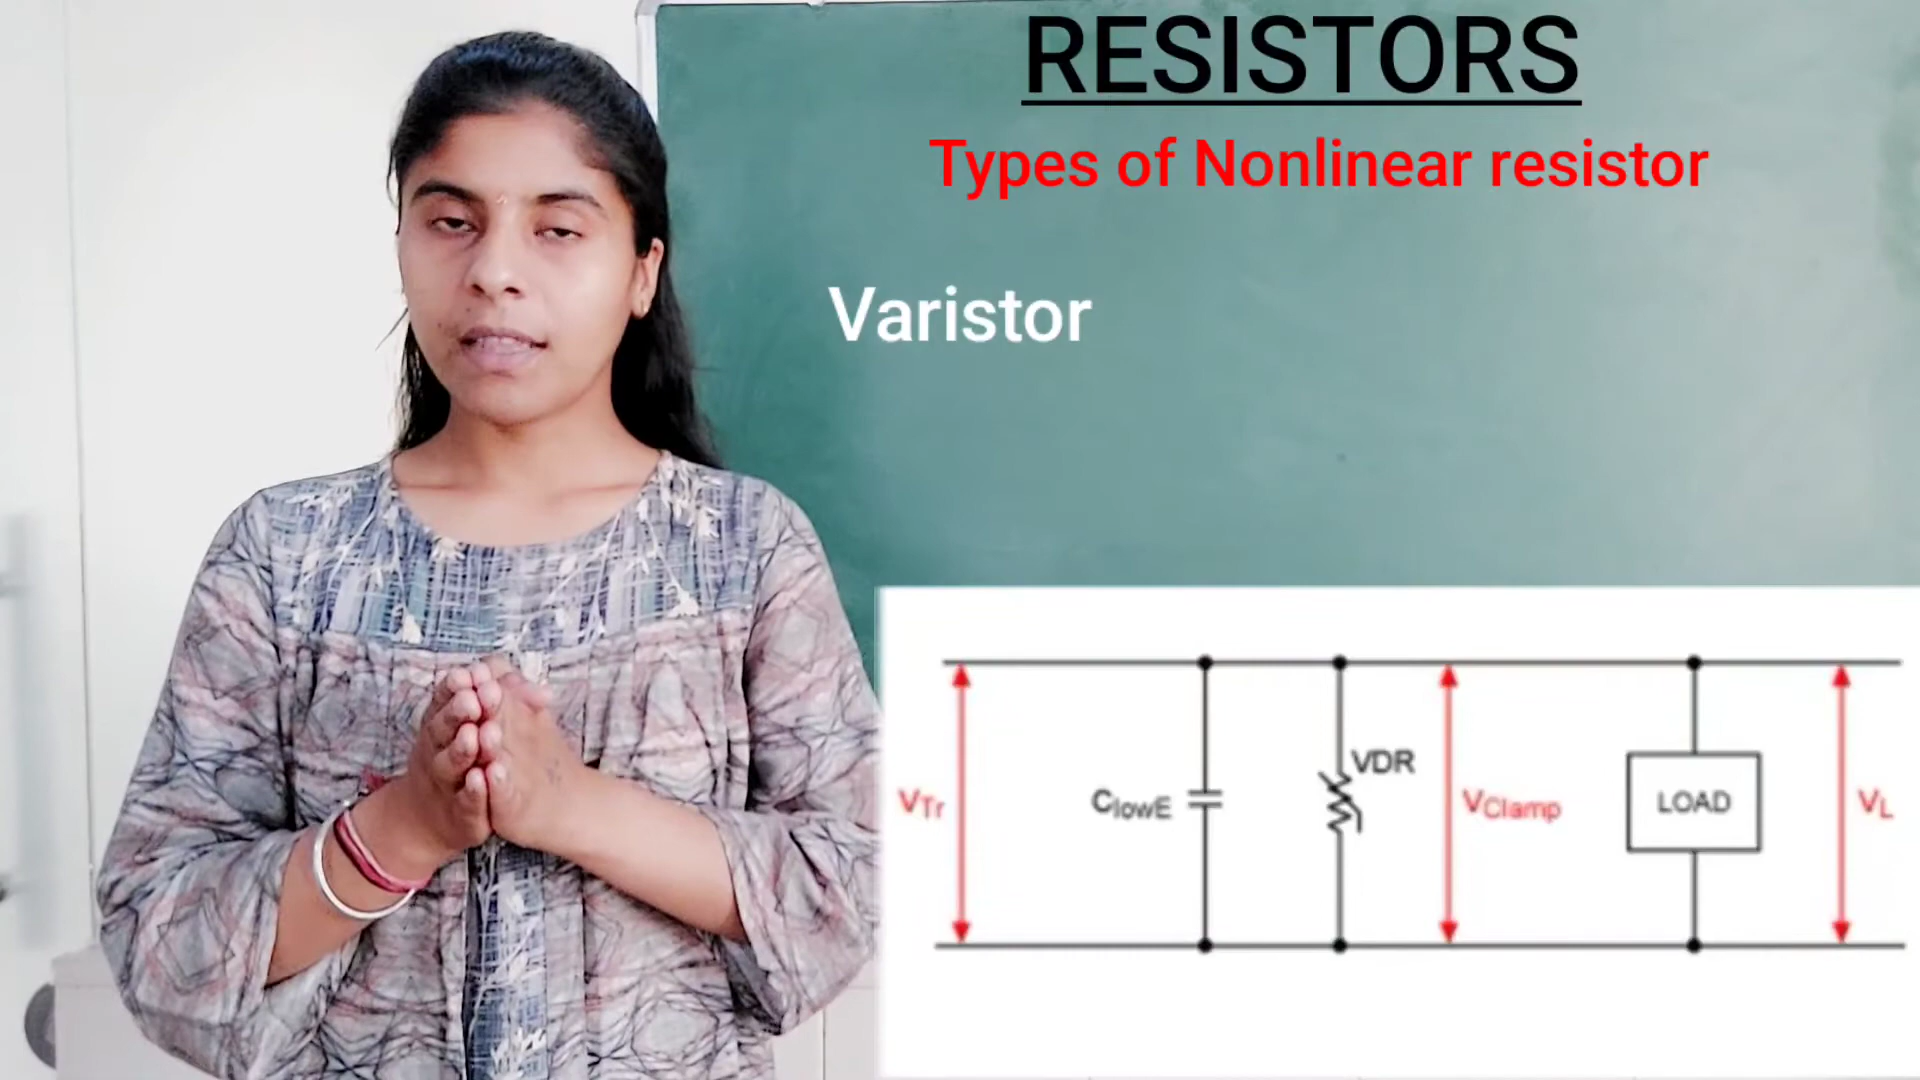 RESISTORS
Types of Nonlinear resistor
Varistor
VDR
VTr
ClowE
VClamp
LOAD
VL